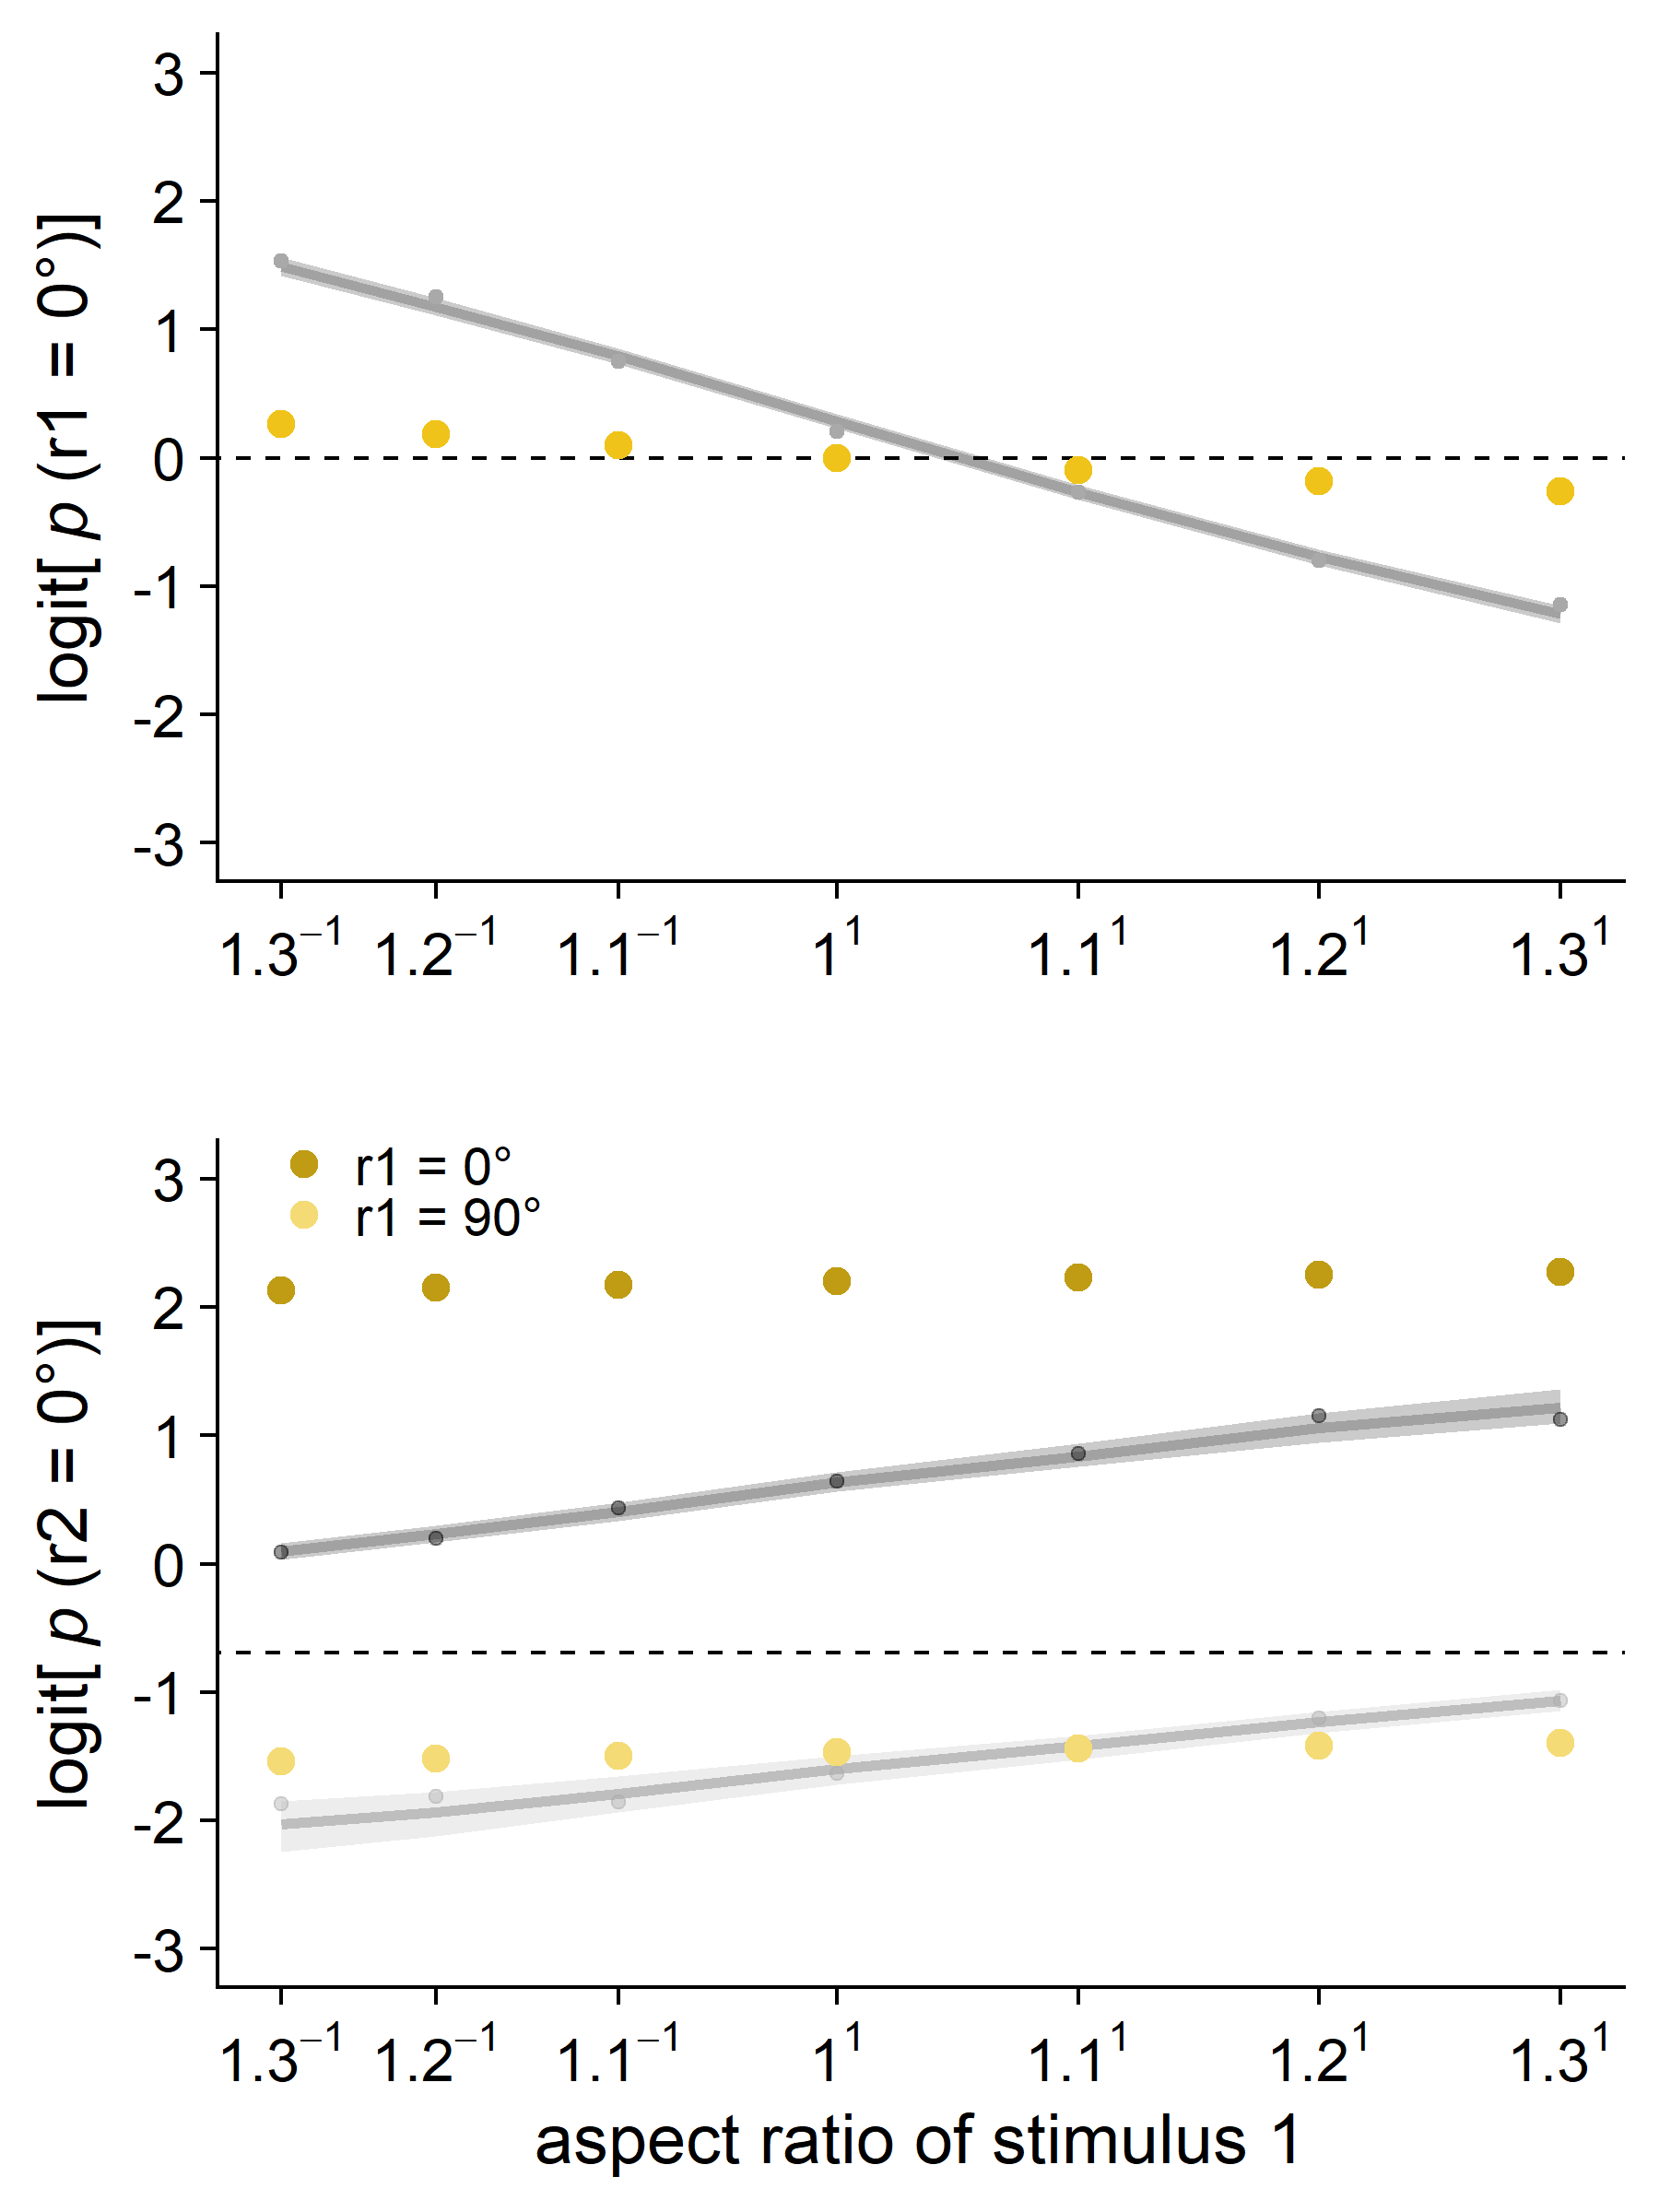 logit[ p (r1 = 0°)]
3
2
1
0
-1
-2
-3
1.3⁻¹ 1.2⁻¹ 1.1⁻¹ 1¹ 1.1¹ 1.2¹ 1.3¹
logit[ p (r2 = 0°)]
r1 = 0°
r1 = 90°
3
2
1
0
-1
-2
-3
1.3⁻¹ 1.2⁻¹ 1.1⁻¹ 1¹ 1.1¹ 1.2¹ 1.3¹
aspect ratio of stimulus 1